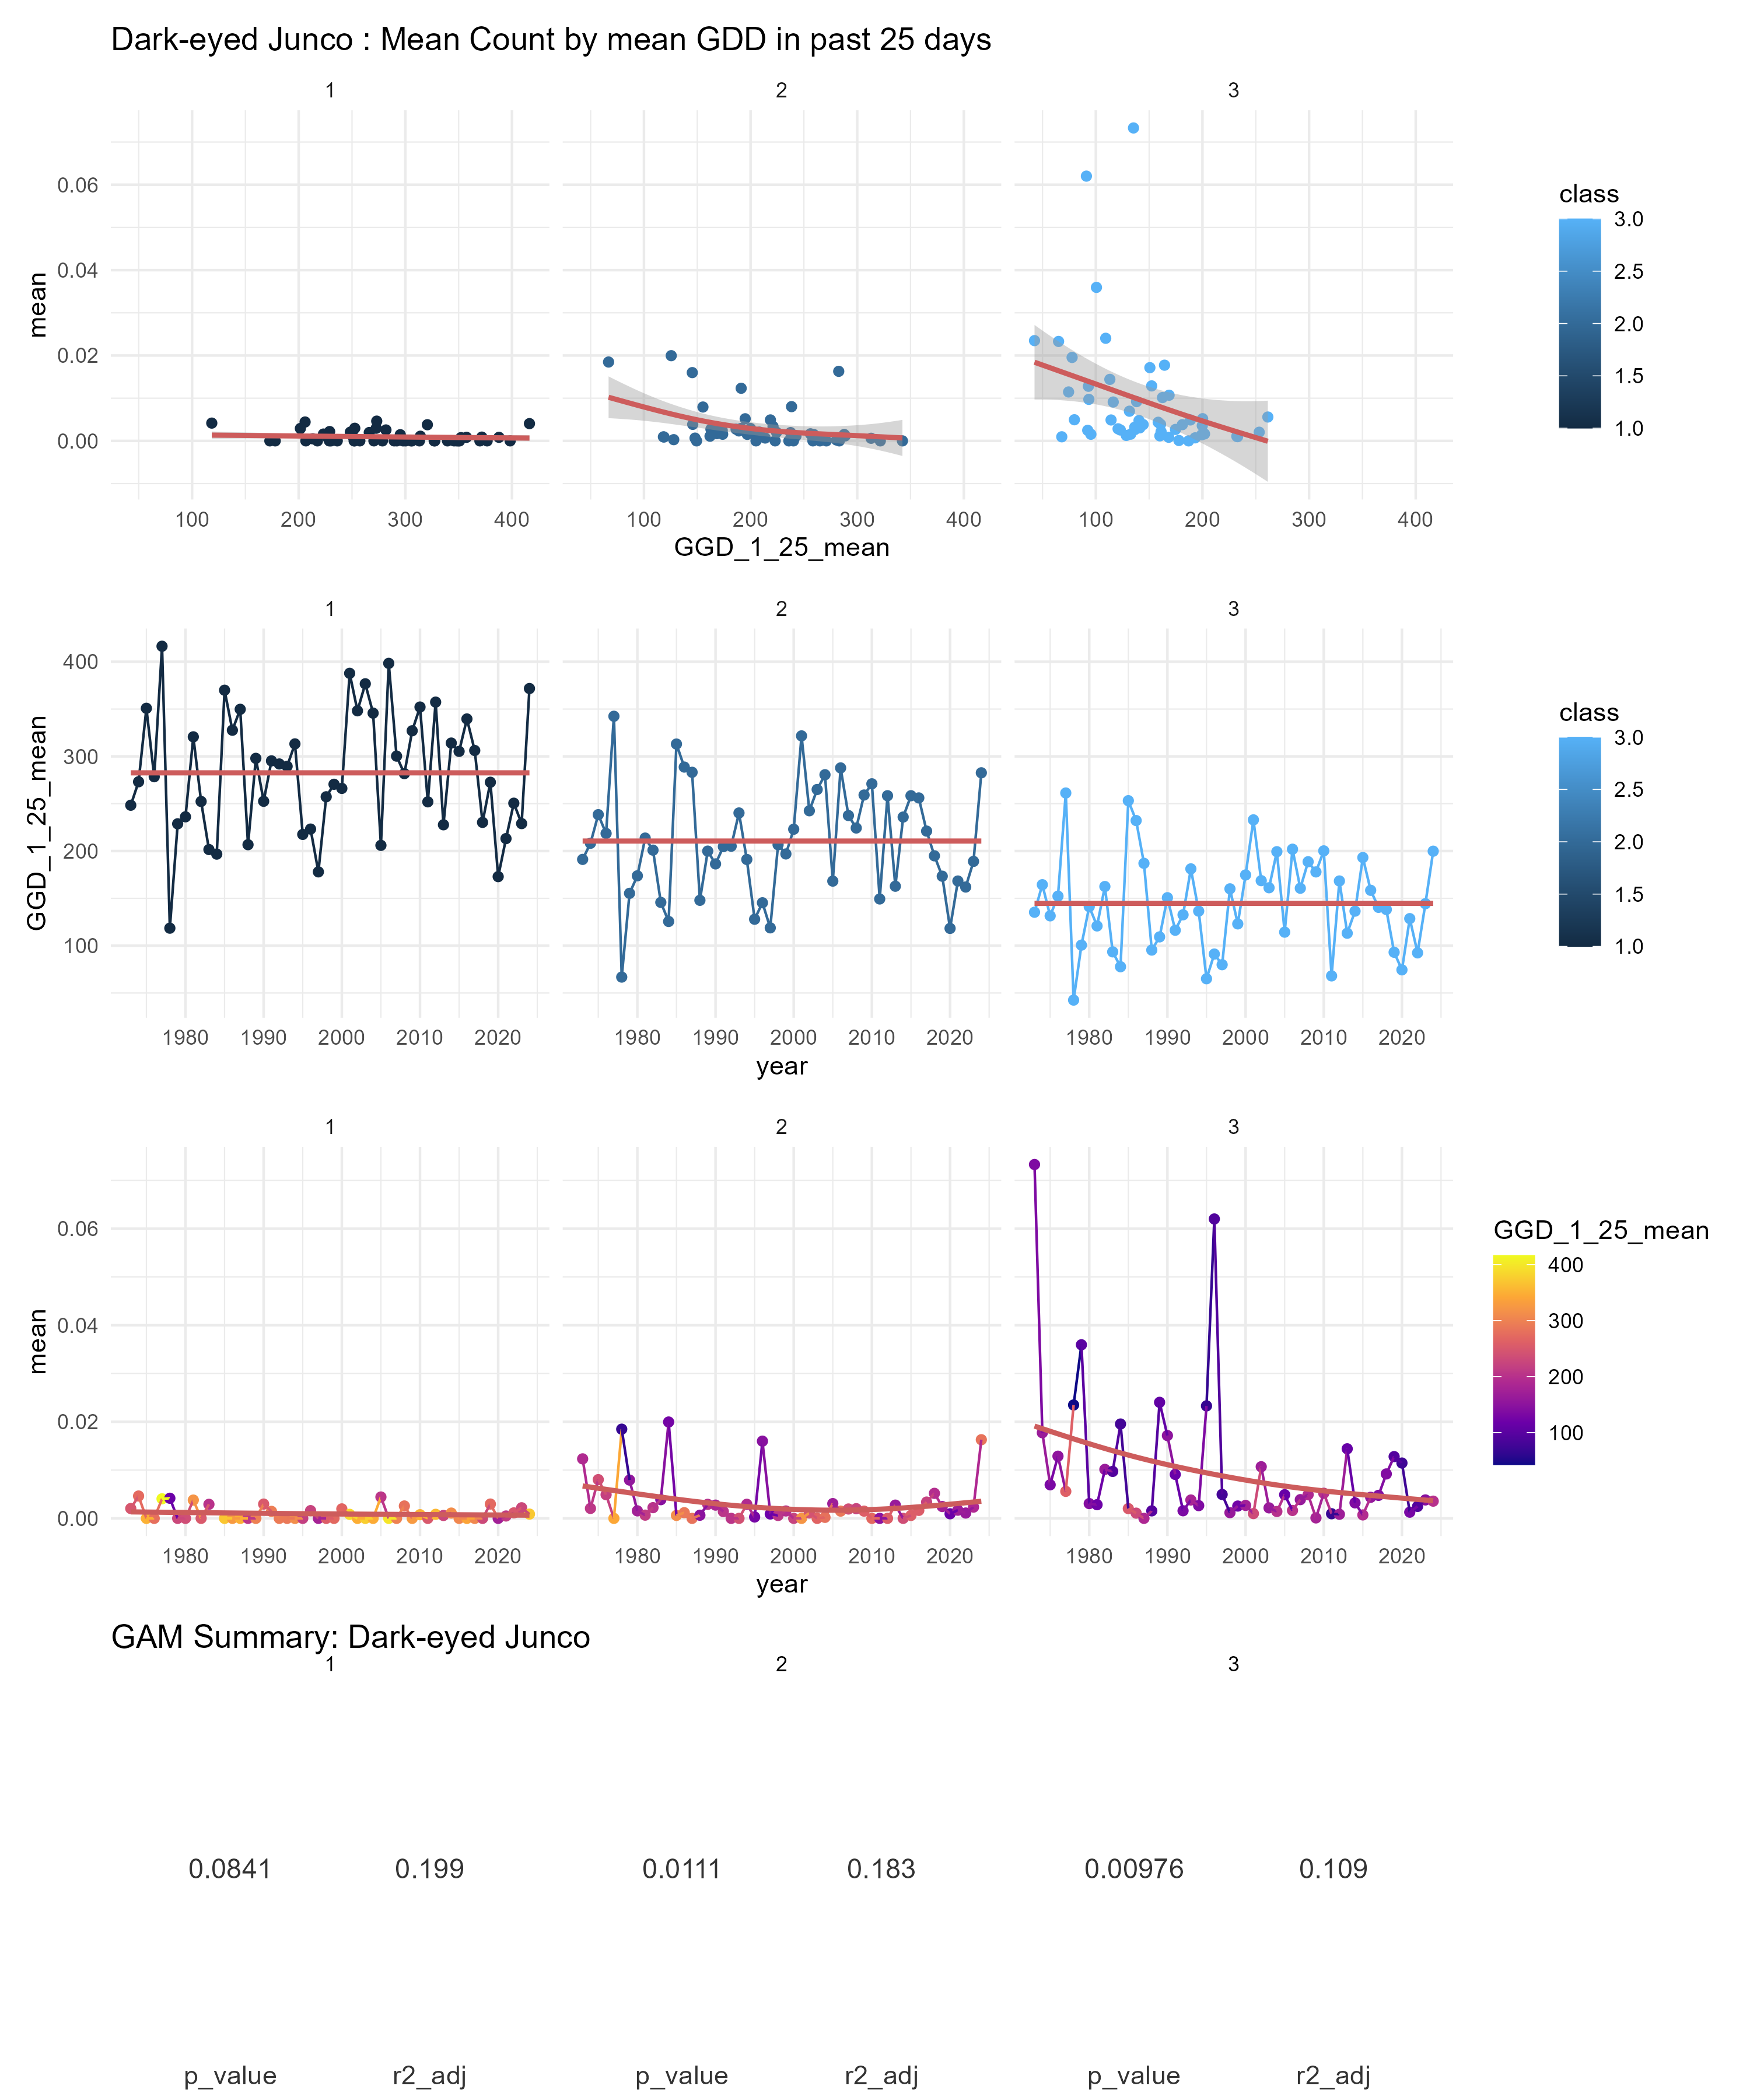 Dark-eyed Junco : Mean Count by mean GDD in past 25 days
1 2 3
mean
0.06
0.04
0.02
0.00
100 200 300 400 100 200 300 400 100 200 300 400
GGD_1_25_mean
class
3.0
2.5
2.0
1.5
1.0
1 2 3
GGD_1_25_mean
400
300
200
100
1980 1990 2000 2010 2020 1980 1990 2000 2010 2020 1980 1990 2000 2010 2020
year
class
3.0
2.5
2.0
1.5
1.0
1 2 3
mean
0.06
0.04
0.02
0.00
1980 1990 2000 2010 2020 1980 1990 2000 2010 2020 1980 1990 2000 2010 2020
year
GGD_1_25_mean
400
300
200
100
GAM Summary: Dark-eyed Junco
1 2 3
0.0841 0.199 0.0111 0.183 0.00976 0.109
p_value r2_adj p_value r2_adj p_value r2_adj